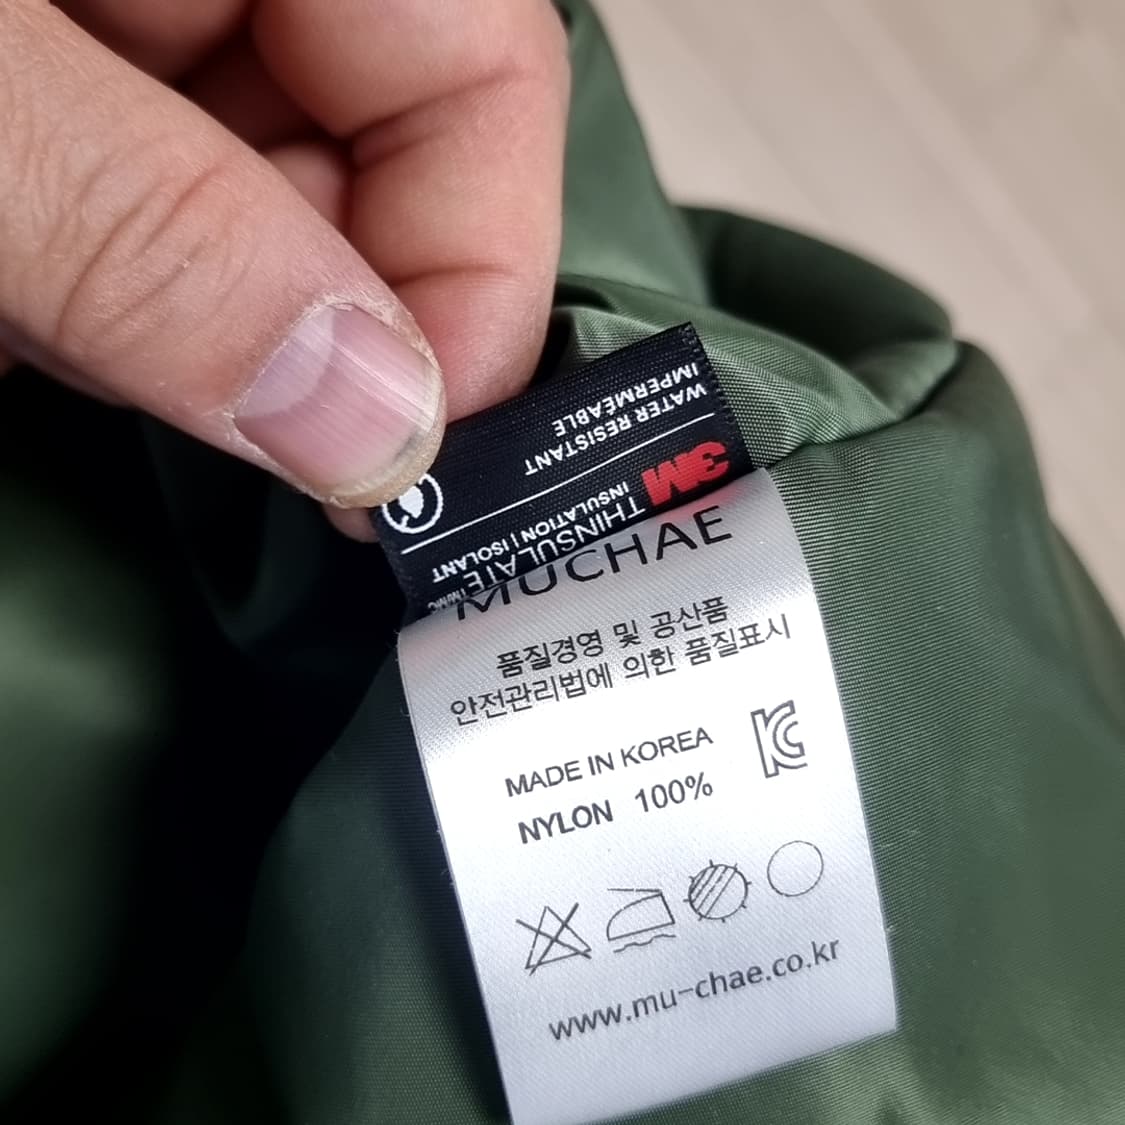 WATER RESISTANT
IMPERMÉABLE
3M
THINSULATE
INSULATION | ISOLANT
MUCHAE
품질경영 및 공산품
안전관리법에 의한 품질표시
MADE IN KOREA
NYLON 100%
www.mu-chae.co.kr